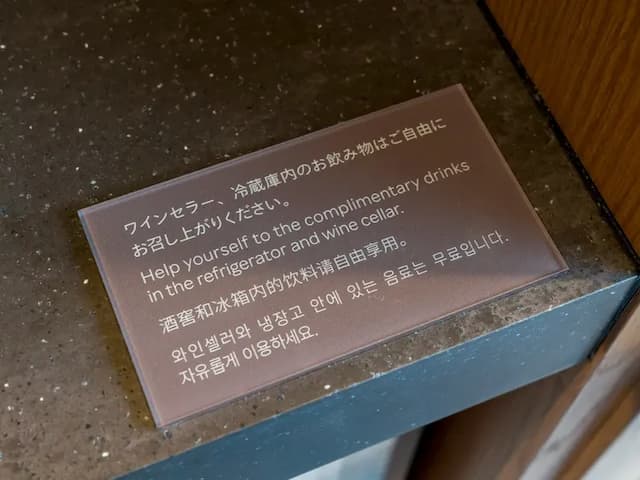 ワインセラー、冷蔵庫内のお飲み物はご自由に
お召し上がりください。
Help yourself to the complimentary drinks
in the refrigerator and wine cellar.
酒窖和冰箱内的饮料请自由享用。
와인셀러와 냉장고 안에 있는 음료는 무료입니다.
자유롭게 이용하세요.